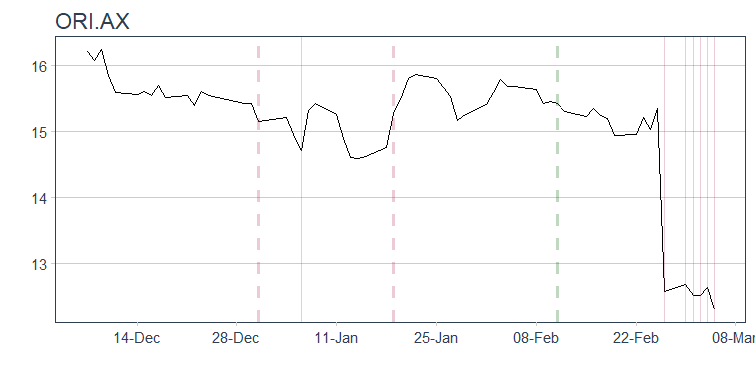 ORI.AX
16
15
14
13
14-Dec
28-Dec
11-Jan
25-Jan
08-Feb
22-Feb
08-Mar